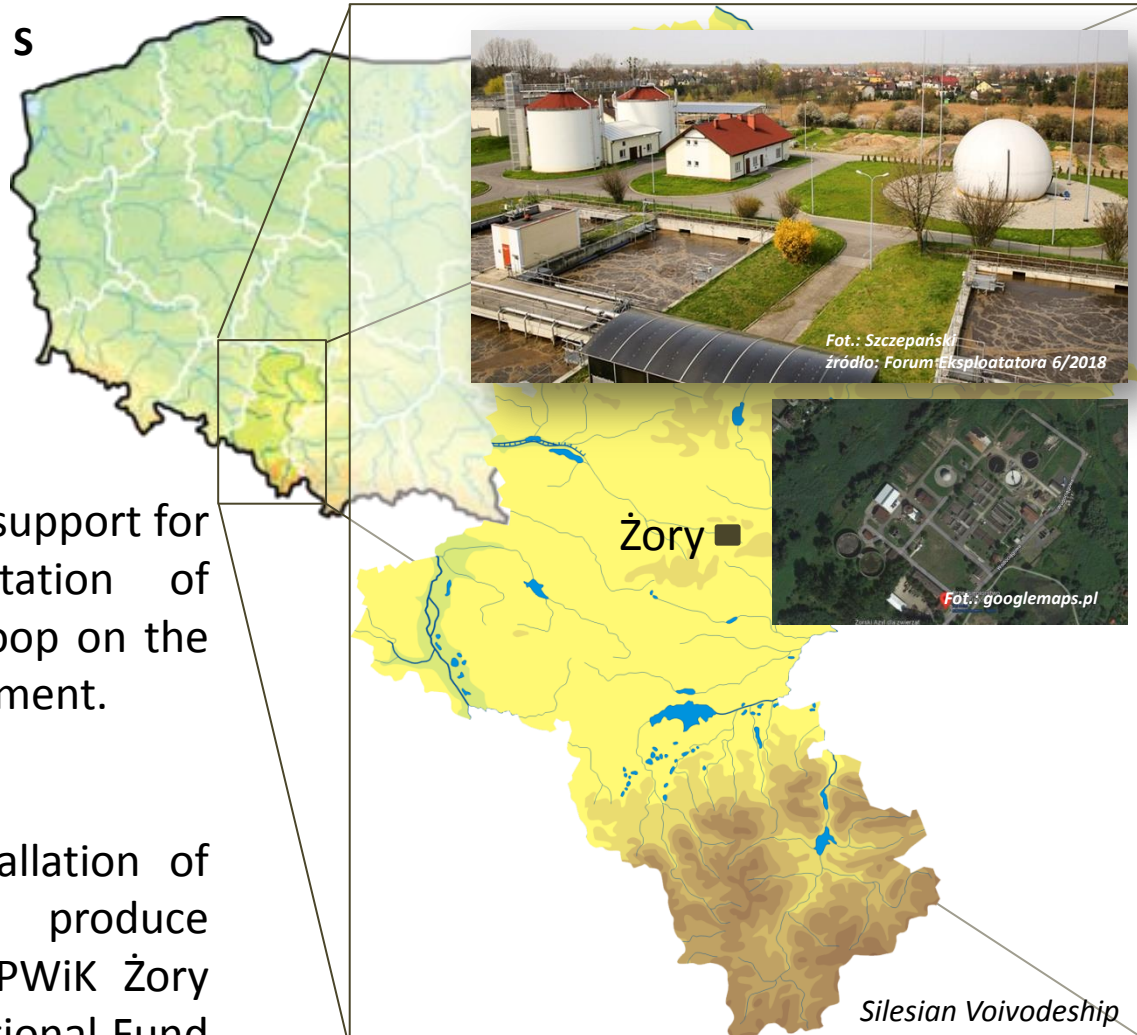 s
Fot.: Szczepański
źródło: Forum Eksploatatora 6/2018
support for
tation of
oop on the
ment.
Żory
Fot.: googlemaps.pl
allation of
produce
PWiK Żory
ional Fund
Silesian Voivodeship